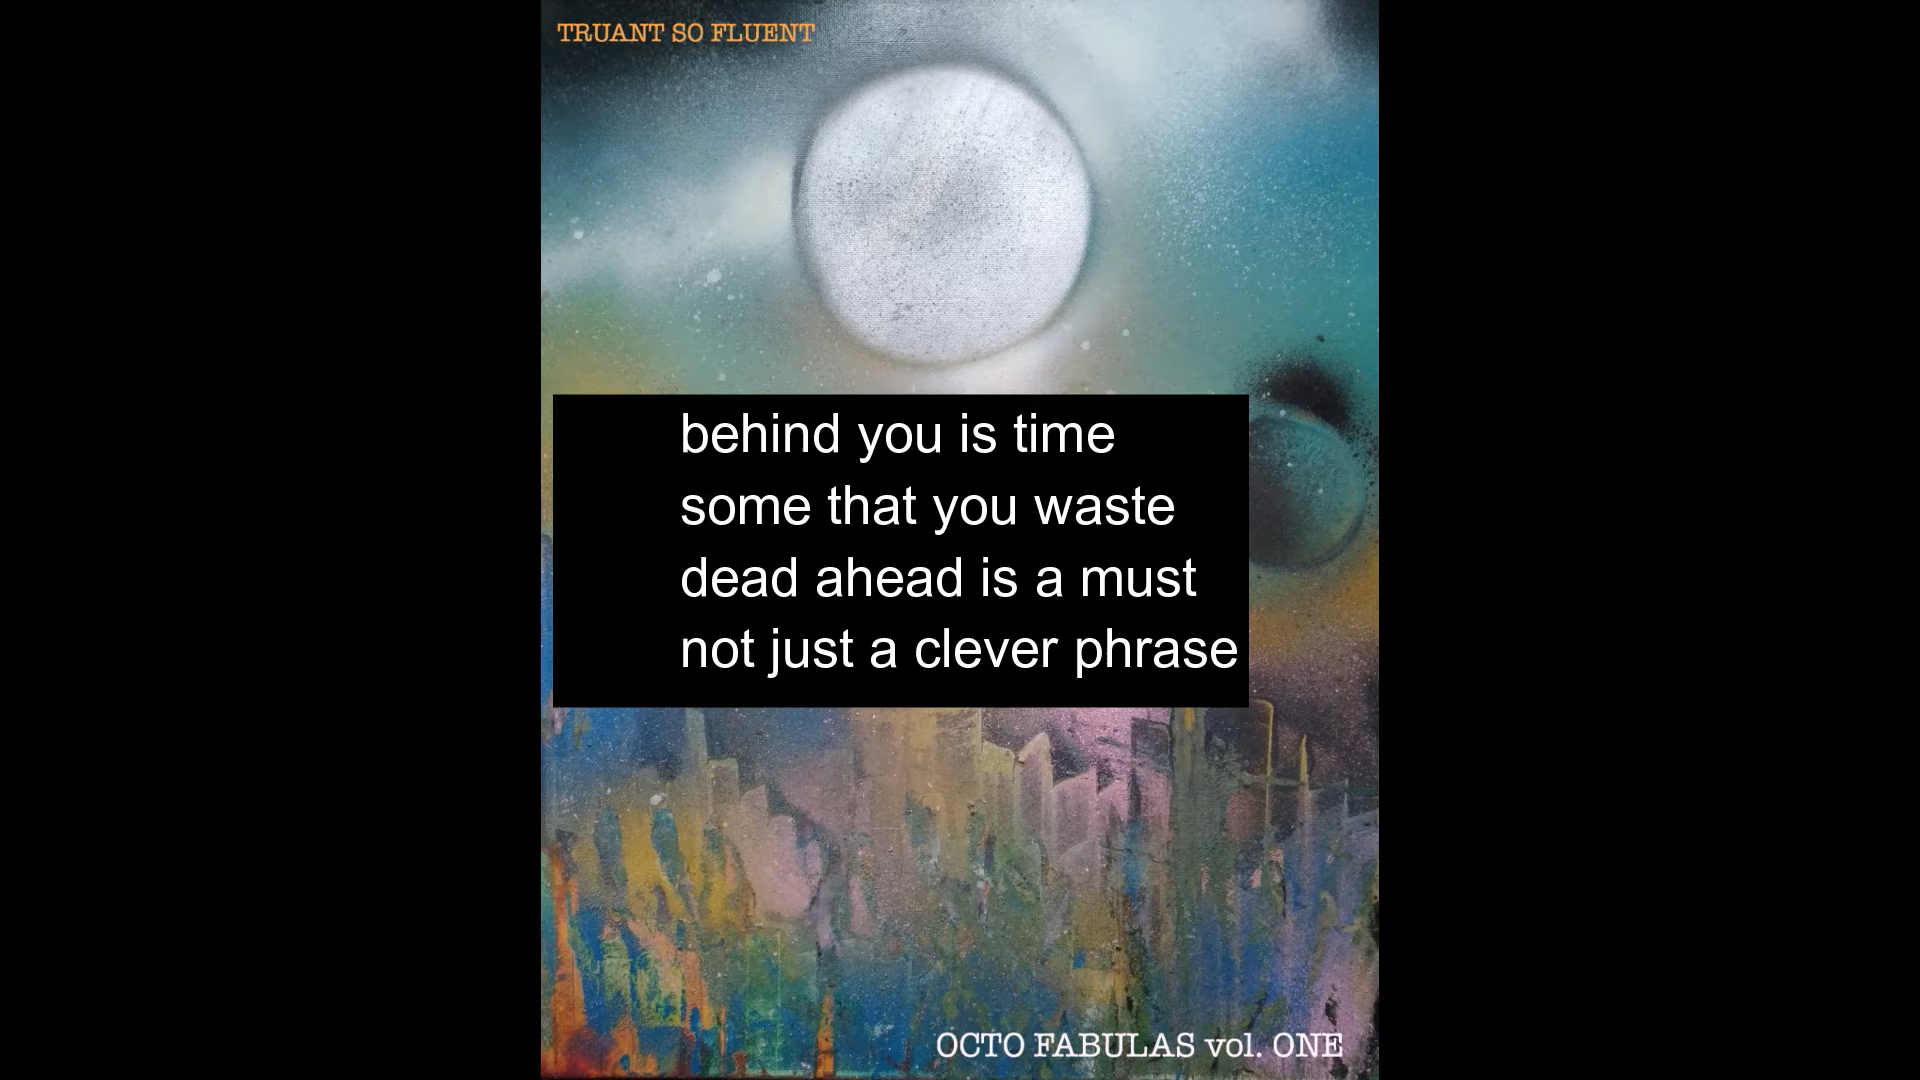 TRUANT SO FLUENT
behind you is time
some that you waste
dead ahead is a must
not just a clever phrase
OCTO FABULAS vol. ONE